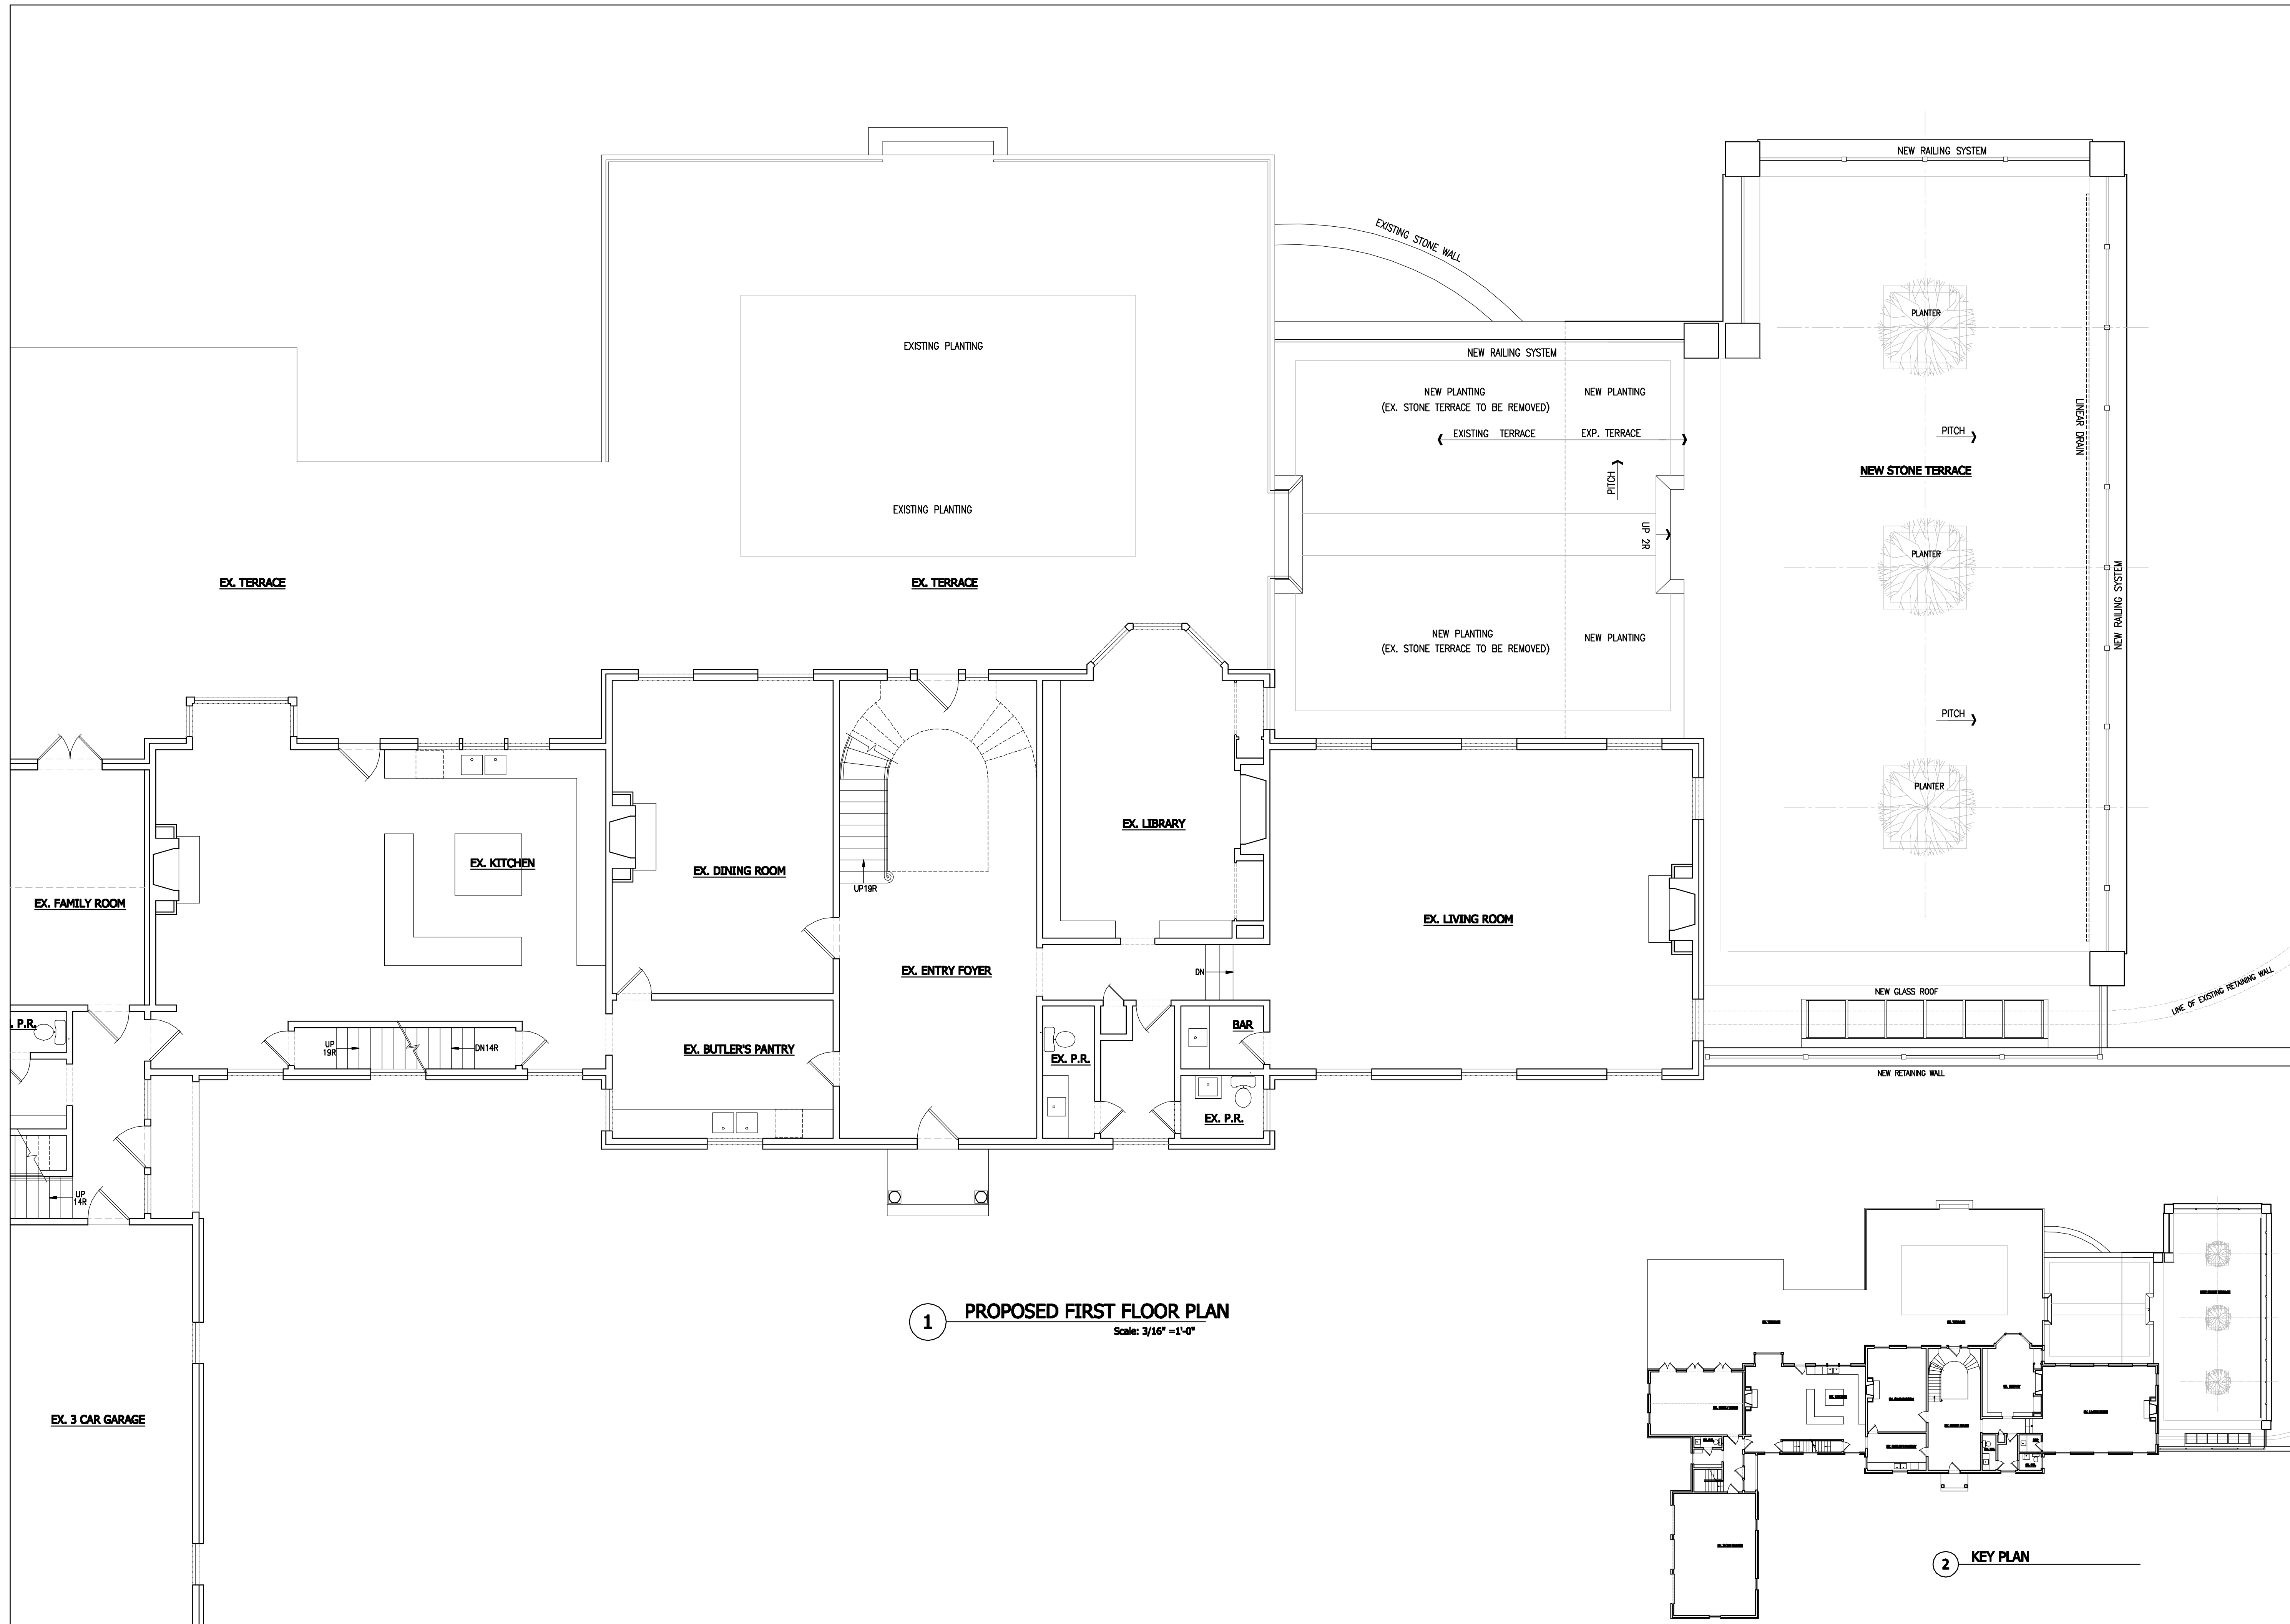 NEW RAILING SYSTEM
EXISTING STONE WALL
PLANTER
EXISTING PLANTING
NEW RAILING SYSTEM
NEW PLANTING
(EX. STONE TERRACE TO BE REMOVED)
NEW PLANTING
EXISTING TERRACE
EXP. TERRACE
PITCH
LINEAR DRAIN
PITCH
NEW STONE TERRACE
EXISTING PLANTING
UP 2R
PLANTER
EX. TERRACE
EX. TERRACE
NEW RAILING SYSTEM
NEW PLANTING
(EX. STONE TERRACE TO BE REMOVED)
NEW PLANTING
PITCH
PLANTER
EX. LIBRARY
EX. KITCHEN
EX. DINING ROOM
UP19R
EX. FAMILY ROOM
EX. LIVING ROOM
EX. ENTRY FOYER
DN
NEW GLASS ROOF
LINE OF EXISTING RETAINING WALL
. P.R.
BAR
UP
19R
DN14R
EX. BUTLER'S PANTRY
EX. P.R.
NEW RETAINING WALL
EX. P.R.
UP
14R
1
PROPOSED FIRST FLOOR PLAN
Scale: 3/16" =1'-0"
EX. 3 CAR GARAGE
2
KEY PLAN